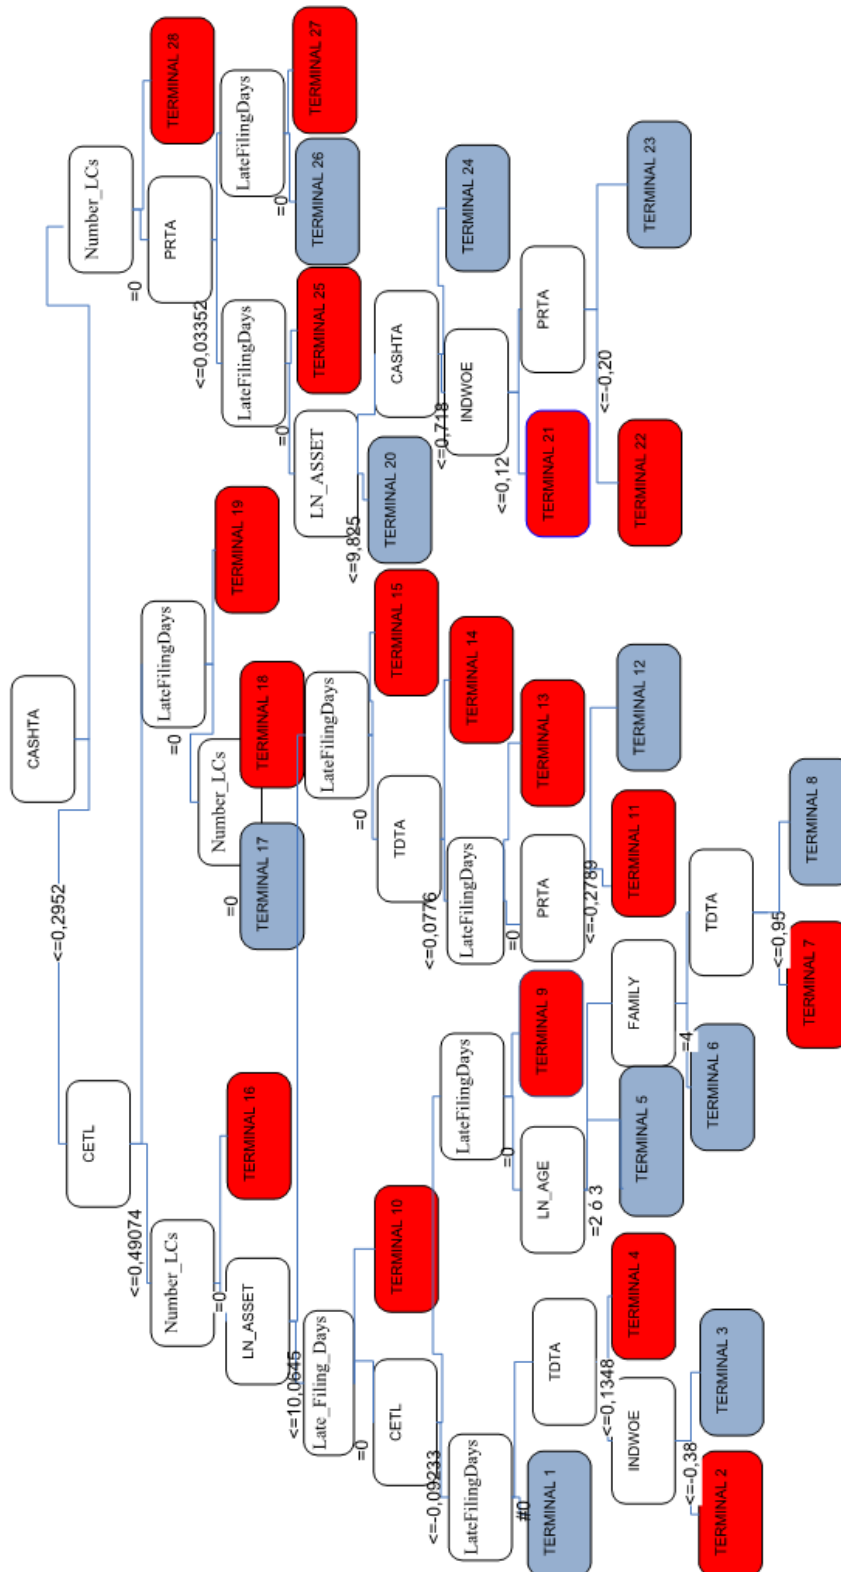 CASHTA
<=0,2952
CETL
Number_LCs
<=0,49074
=0
Number_LCs
LateFilingDays
PRTA
TERMINAL 28
=0
=0
<=0,03352
LN_ASSET
TERMINAL 16
Number_LCs
TERMINAL 19
LateFilingDays
LateFilingDays
<=10,0645
=0
=0
=0
TERMINAL 17
TERMINAL 18
LN_ASSET
TERMINAL 25
TERMINAL 26
TERMINAL 27
Late_Filing_Days
LateFilingDays
=0
=0
<=9,825
CETL
TERMINAL 10
TDTA
TERMINAL 15
TERMINAL 20
CASHTA
<=-0,09233
<=0,0776
<=0,718
LateFilingDays
LateFilingDays
LateFilingDays
TERMINAL 14
INDWOE
TERMINAL 24
#0
=0
=0
<=0,12
TERMINAL 1
TDTA
LN_AGE
TERMINAL 9
PRTA
TERMINAL 13
TERMINAL 21
PRTA
<=0,1348
=2 ó 3
<=-0,2789
<=-0,20
INDWOE
TERMINAL 4
TERMINAL 5
FAMILY
TERMINAL 11
TERMINAL 12
TERMINAL 22
TERMINAL 23
<=-0,38
=4
TERMINAL 2
TERMINAL 3
TERMINAL 6
TDTA
<=0,95
TERMINAL 7
TERMINAL 8